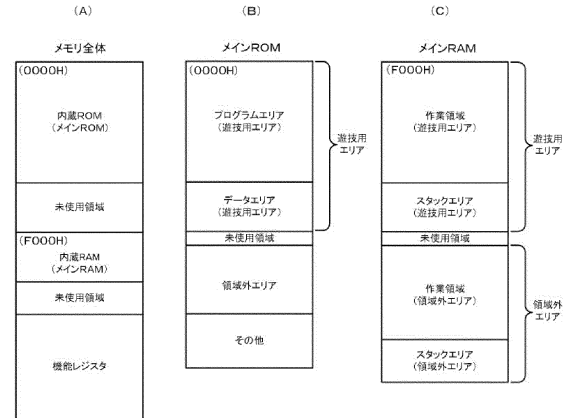 (A)
メモリ全体
(0000H)
内蔵ROM
(メインROM)
未使用領域
(F000H)
内蔵RAM
(メインRAM)
未使用領域
機能レジスタ
(B)
メインROM
(0000H)
プログラムエリア
(遊技用エリア)
データエリア
(遊技用エリア)
未使用領域
領域外エリア
その他
遊技用
エリア
(C)
メインRAM
(F000H)
作業領域
(遊技用エリア)
スタックエリア
(遊技用エリア)
未使用領域
作業領域
(領域外エリア)
スタックエリア
(領域外エリア)
遊技用
エリア
領域外
エリア